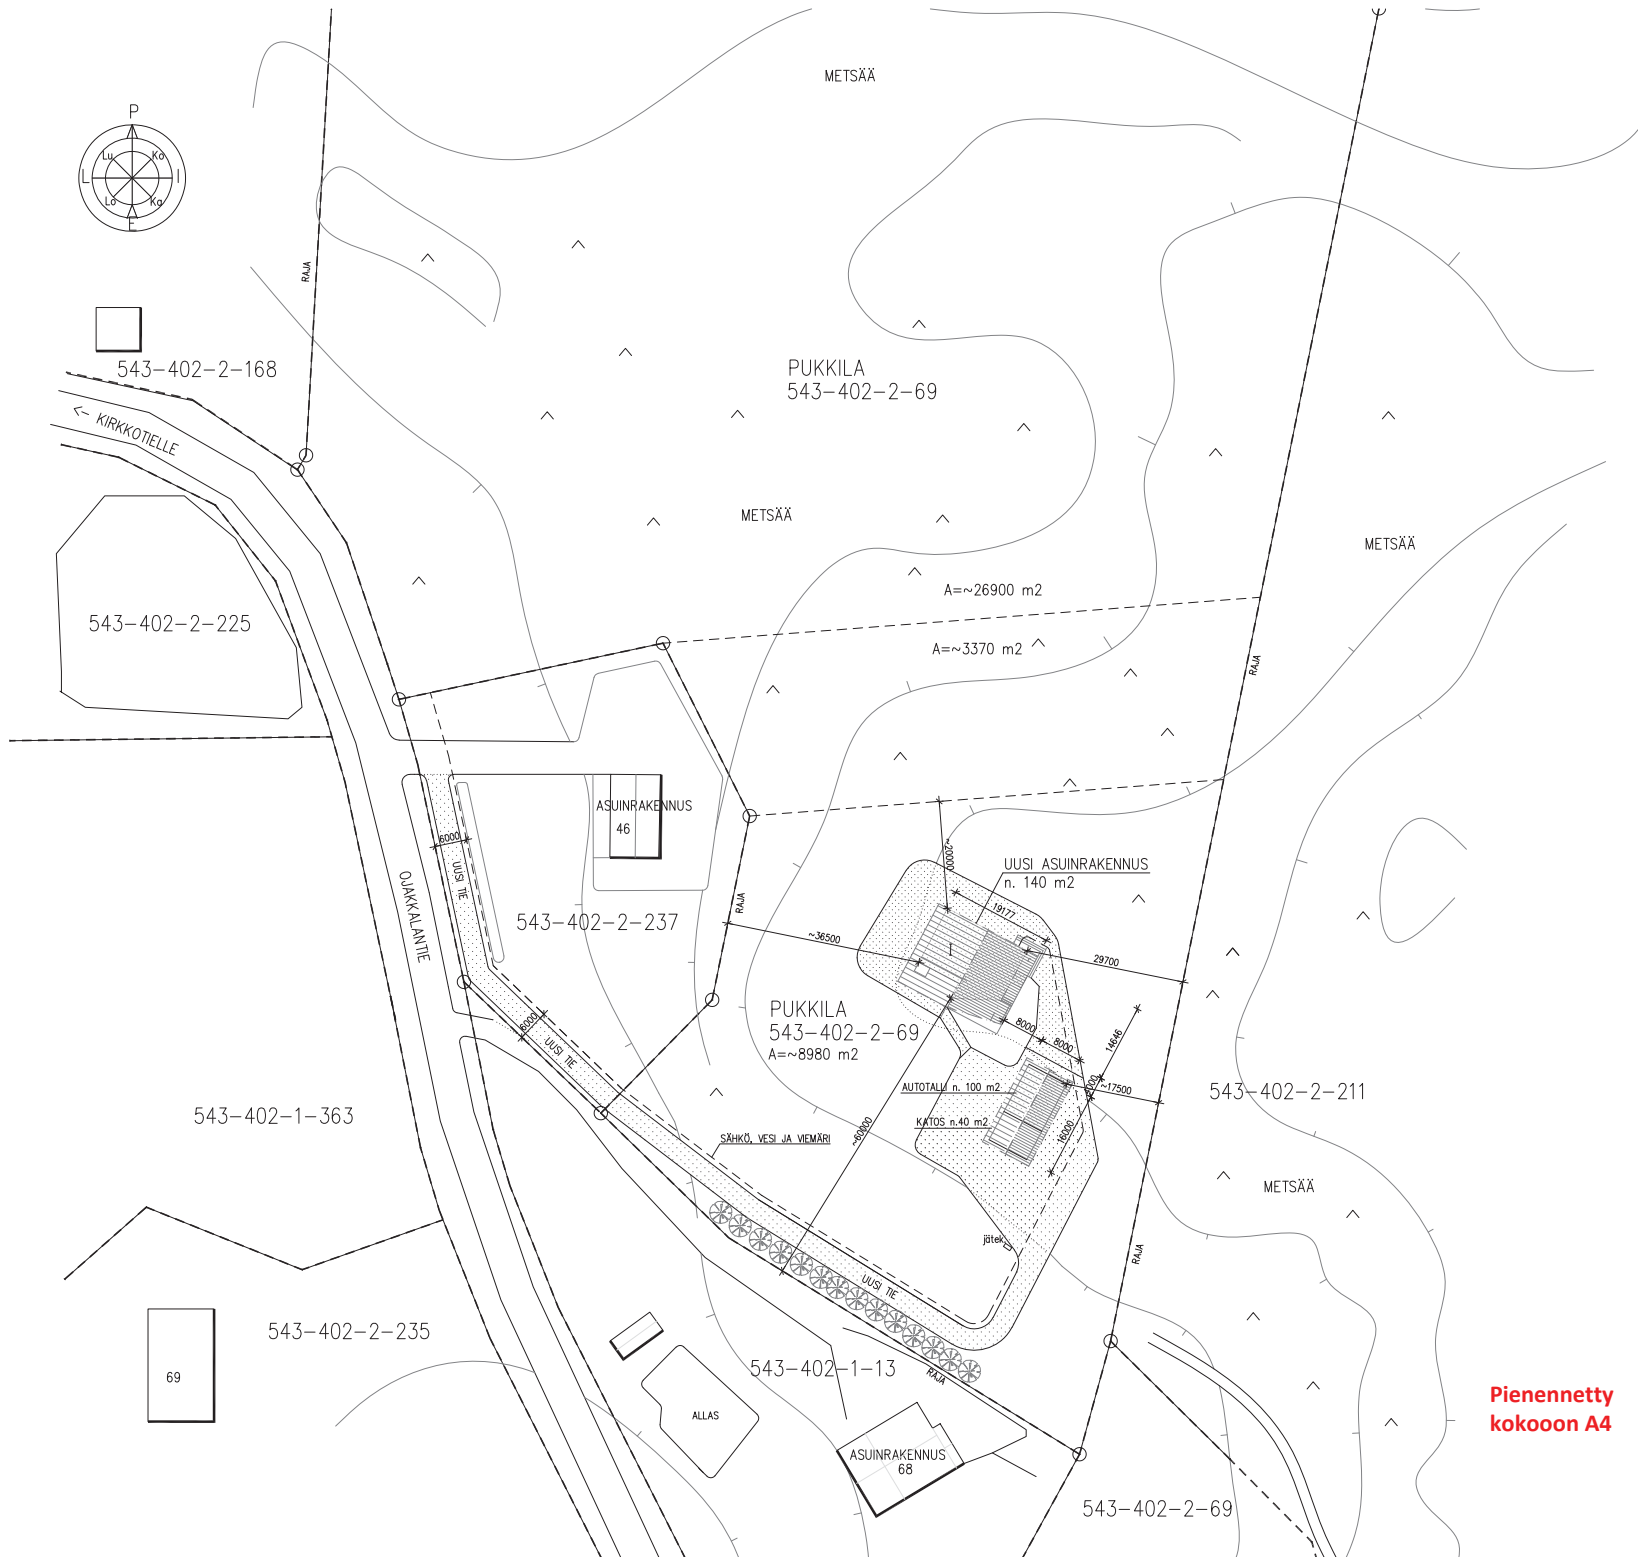 METSÄÄ
P
Lu
Ko
L
I
Lo
Ka
E
RAJA
543-402-2-168
<- KIRKKOTIELLE
PUKKILA
543-402-2-69
METSÄÄ
METSÄÄ
543-402-2-225
A=~26900 m2
A=~3370 m2
RAJA
ASUINRAKENNUS
46
6000
UUSI TIE
OJAKKALANTIE
543-402-2-237
RAJA
~20000
UUSI ASUINRAKENNUS
n. 140 m2
19177
I
~36500
29700
PUKKILA
543-402-2-69
A=~8980 m2
6000
UUSI TIE
8000
8000
14646
AUTOTALLI n. 100 m2
~17500
543-402-2-211
KATOS n.40 m2
16000
~60000
543-402-1-363
SÄHKÖ, VESI JA VIEMÄRI
METSÄÄ
jätek.
RAJA
UUSI TIE
543-402-2-235
69
543-402-1-13
RAJA
ALLAS
ASUINRAKENNUS
68
543-402-2-69
Pienennetty
kokooon A4